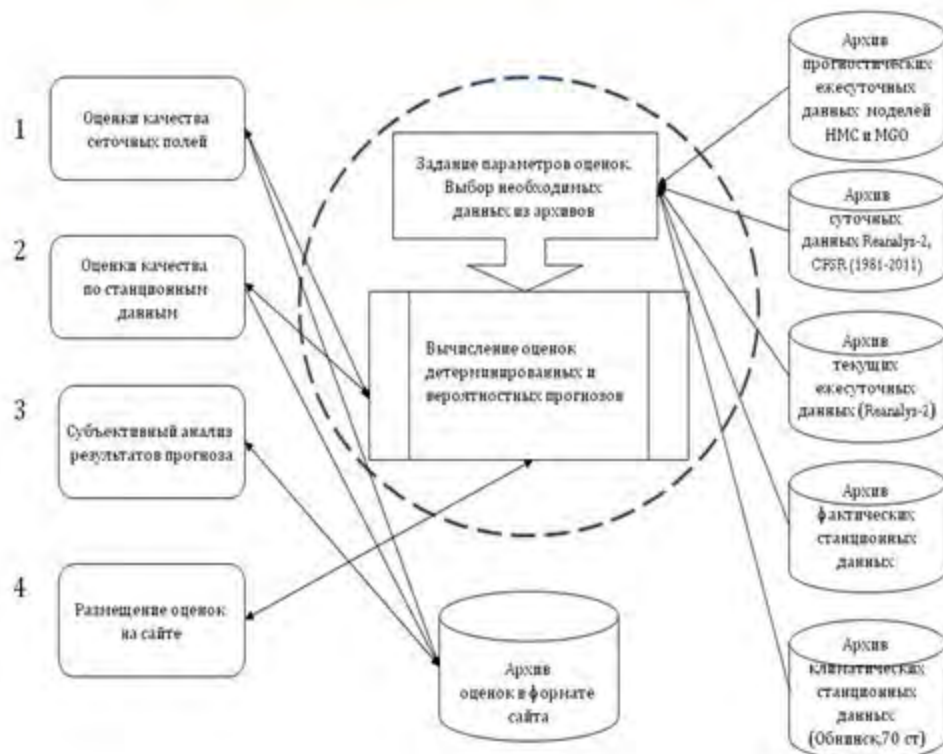 1
Оценки качества
сеточных полей
2
Оценки качества
по станционным
данным
3
Субъективный анализ
результатов прогноза
4
Размещение оценок
на сайте
Задание параметров оценок.
Выбор необходимых
данных из архивов
Вычисление оценок
детерминированных и
вероятностных прогнозов
Архив
оценок в формате
сайта
Архив
прогностических
ежесуточных
данных моделей
НМС и MGO
Архив
суточных
данных Reanalys-2,
CFSR (1981-2011)
Архив
текущих
ежесуточных
данных (Reanalys-2)
Архив
фактических
станционных
данных
Архив
климатических
станционных
данных
(Обнинск,70 ст)